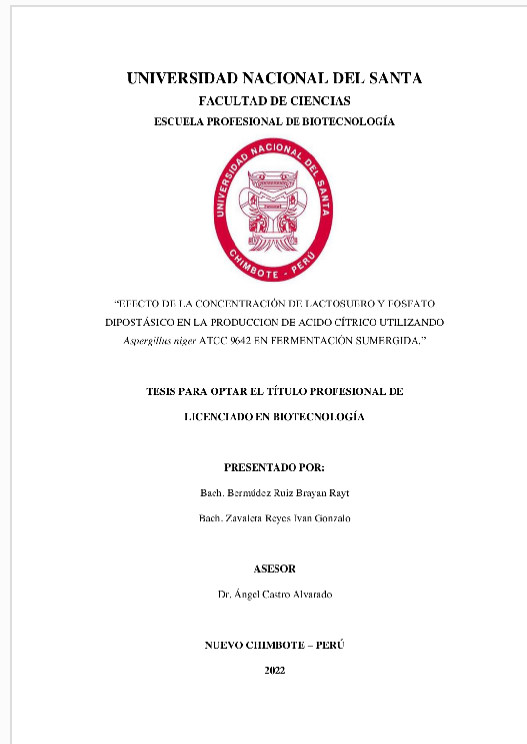 UNIVERSIDAD NACIONAL DEL SANTA
FACULTAD DE CIENCIAS
ESCUELA PROFESIONAL DE BIOTECNOLOGÍA
UNIVERSIDAD NACIONAL DEL SANTA
CHIMBOTE - PERÚ
“EFECTO DE LA CONCENTRACIÓN DE LACTOSUERO Y FOSFATO
DIPOSTÁSICO EN LA PRODUCCION DE ACIDO CÍTRICO UTILIZANDO
Aspergillus niger ATCC 9642 EN FERMENTACIÓN SUMERGIDA.”
TESIS PARA OPTAR EL TÍTULO PROFESIONAL DE
LICENCIADO EN BIOTECNOLOGÍA
PRESENTADO POR:
Bach. Bermúdez Ruiz Brayan Rayt
Bach. Zavaleta Reyes Ivan Gonzalo
ASESOR
Dr. Ángel Castro Alvarado
NUEVO CHIMBOTE – PERÚ
2022